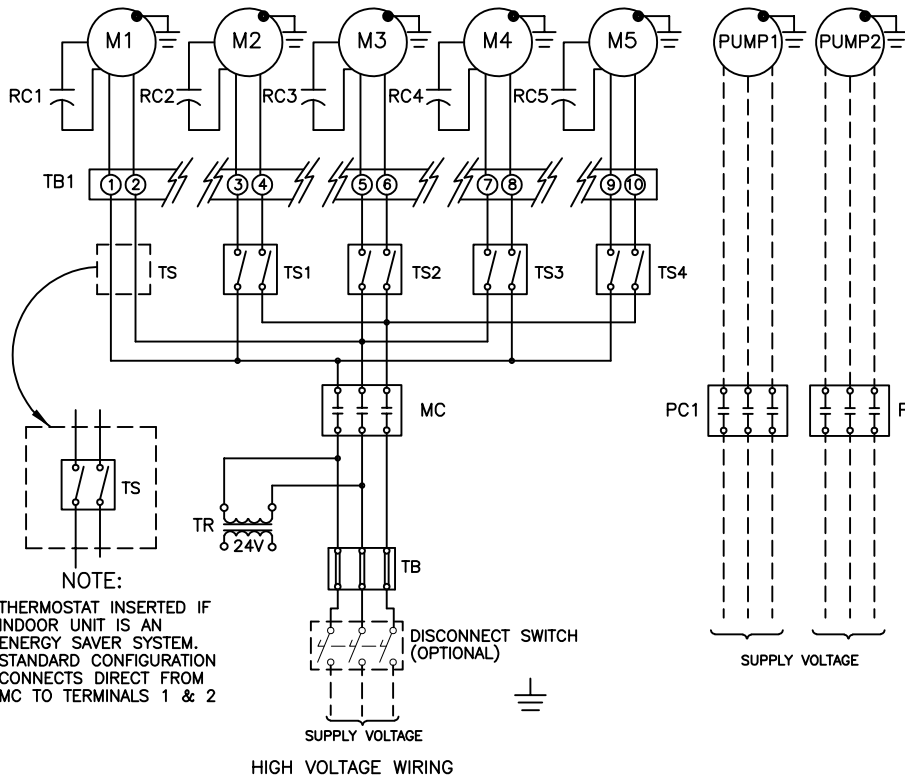 M1 M2 M3 M4 M5 PUMP1 PUMP2
RC1 RC2 RC3 RC4 RC5
TB1 1 2 3 4 5 6 7 8 9 10
TS TS1 TS2 TS3 TS4
MC PC1 P
TS
TR
24V
TB
NOTE:
THERMOSTAT INSERTED IF
INDOOR UNIT IS AN
ENERGY SAVER SYSTEM.
STANDARD CONFIGURATION
CONNECTS DIRECT FROM
MC TO TERMINALS 1 & 2
DISCONNECT SWITCH
(OPTIONAL)
SUPPLY VOLTAGE
SUPPLY VOLTAGE
HIGH VOLTAGE WIRING